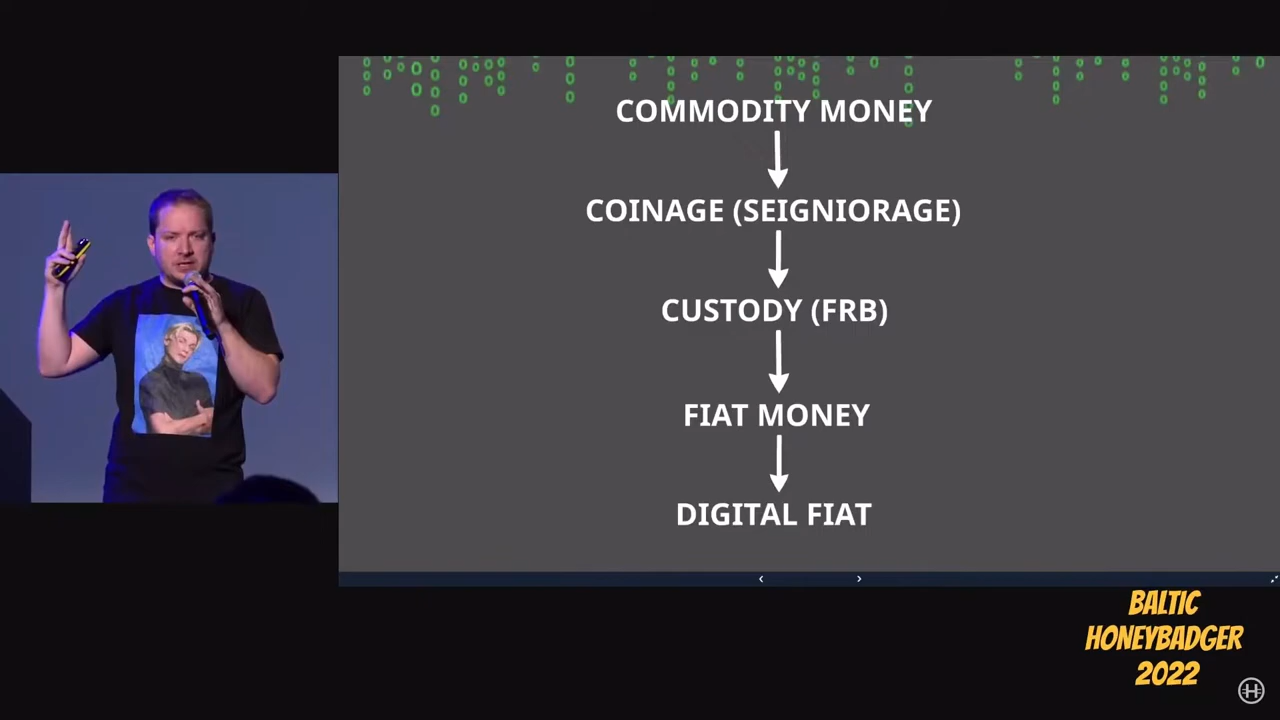 COMMODITY MONEY
COINAGE (SEIGNIORAGE)
CUSTODY (FRB)
FIAT MONEY
DIGITAL FIAT
BALTIC
HONEYBADGER
2022